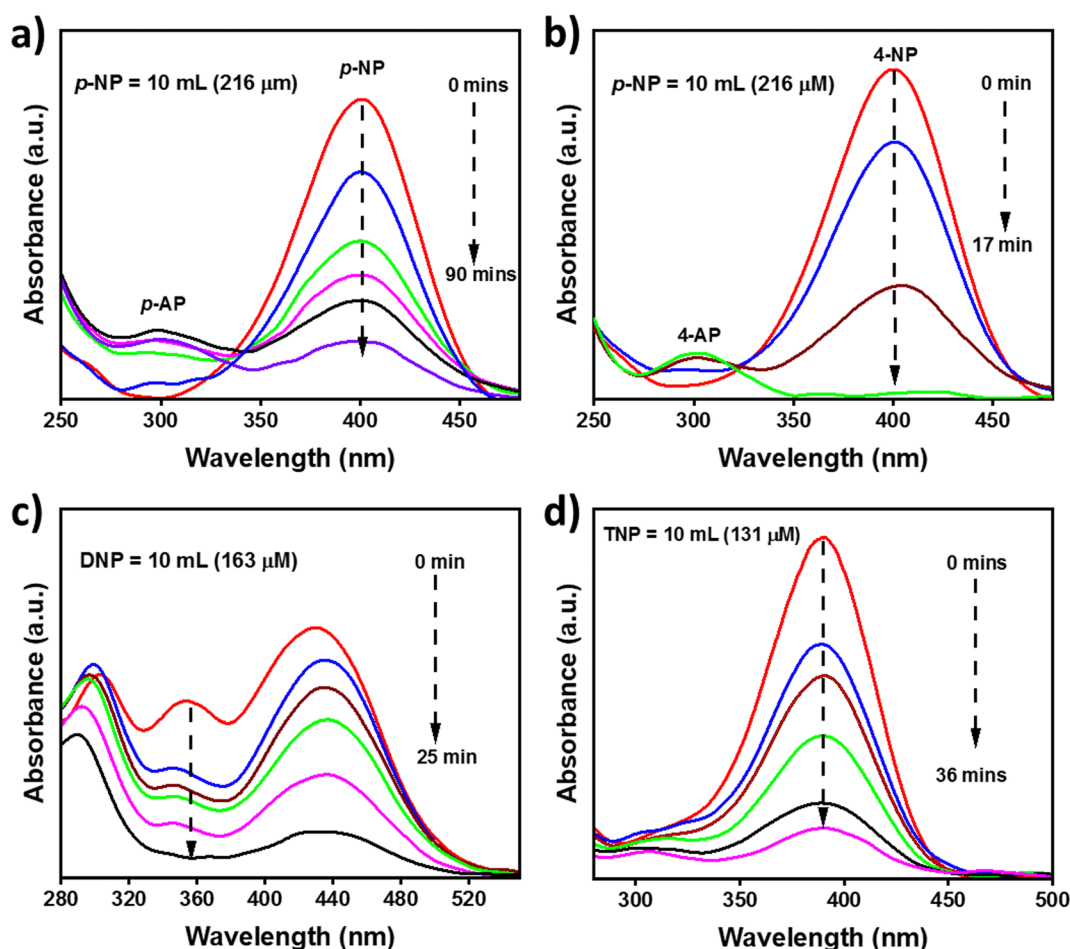 a)
p-NP = 10 mL (216 μm)
p-NP
0 mins
90 mins
p-AP
Absorbance (a.u.)
250 300 350 400 450
Wavelength (nm)
b)
p-NP = 10 mL (216 μM)
4-NP
0 min
17 min
4-AP
Absorbance (a.u.)
250 300 350 400 450
Wavelength (nm)
c)
DNP = 10 mL (163 μM)
0 min
25 min
Absorbance (a.u.)
280 320 360 400 440 480 520
Wavelength (nm)
d)
TNP = 10 mL (131 μM)
0 mins
36 mins
Absorbance (a.u.)
300 350 400 450 500
Wavelength (nm)